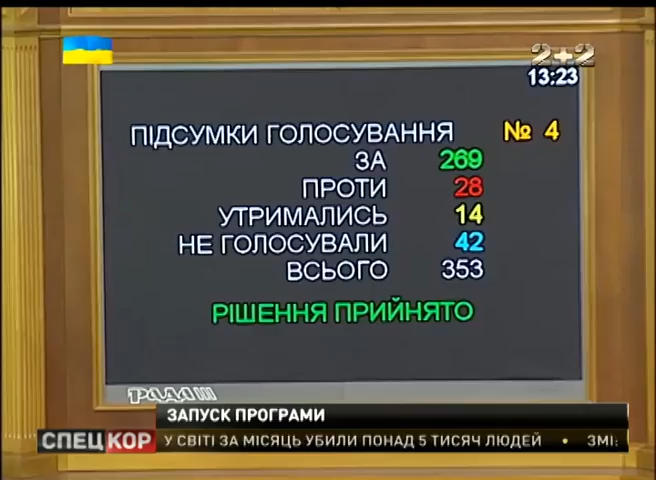 2+2
13:23
ПІДСУМКИ ГОЛОСУВАННЯ № 4
ЗА 269
ПРОТИ 28
УТРИМАЛИСЬ 14
НЕ ГОЛОСУВАЛИ 42
ВСЬОГО 353
РІШЕННЯ ПРИЙНЯТО
РАДА
ЗАПУСК ПРОГРАМИ
СПЕЦКОР У СВІТІ ЗА МІСЯЦЬ УБИЛИ ПОНАД 5 ТИСЯЧ ЛЮДЕЙ • ЗМІ: